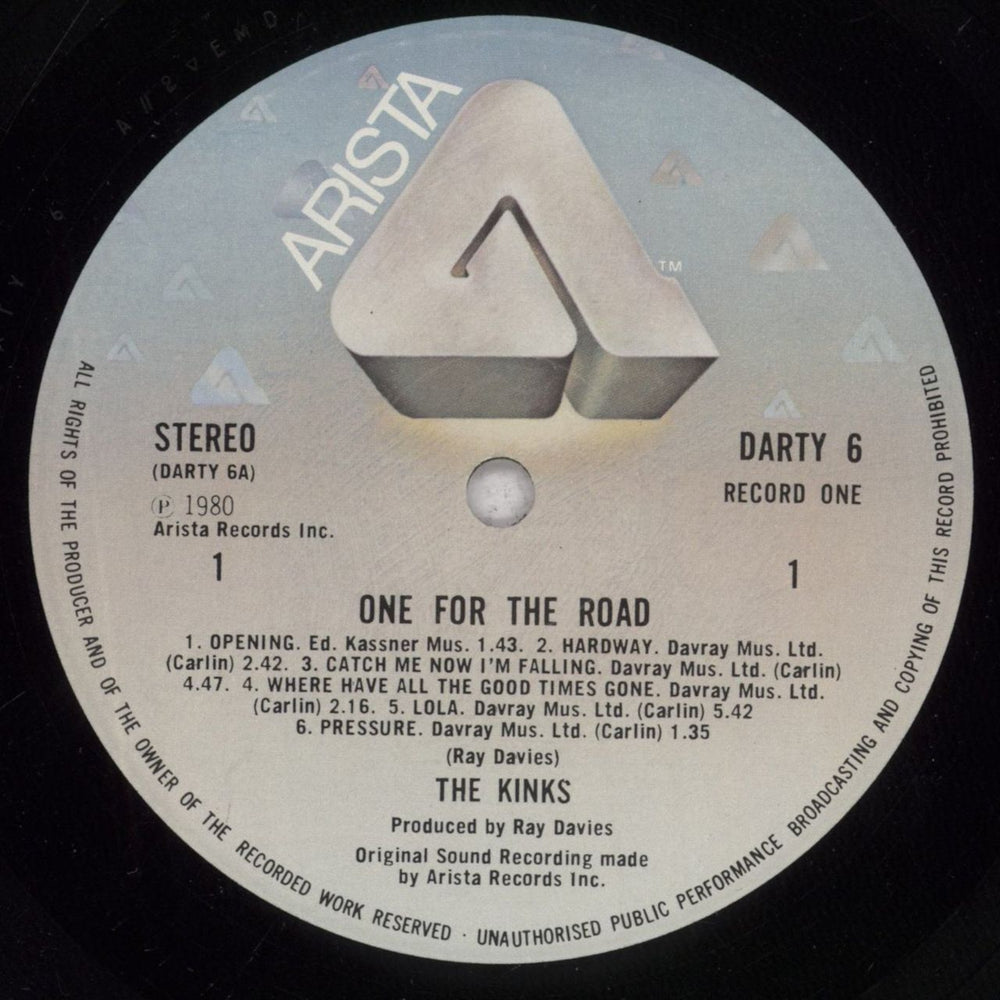 ARISTA
TM
STEREO
(DARTY 6A)
Ⓟ 1980
Arista Records Inc.
1
DARTY 6
RECORD ONE
1
ONE FOR THE ROAD
1. OPENING. Ed. Kassner Mus. 1.43. 2. HARDWAY. Davray Mus. Ltd.
(Carlin) 2.42. 3. CATCH ME NOW I'M FALLING. Davray Mus. Ltd. (Carlin)
4.47. 4. WHERE HAVE ALL THE GOOD TIMES GONE. Davray Mus. Ltd.
(Carlin) 2.16. 5. LOLA. Davray Mus. Ltd. (Carlin) 5.42
6. PRESSURE. Davray Mus. Ltd. (Carlin) 1.35
(Ray Davies)
THE KINKS
Produced by Ray Davies
Original Sound Recording made
by Arista Records Inc.
ALL RIGHTS OF THE PRODUCER AND OF THE OWNER OF THE RECORDED WORK RESERVED · UNAUTHORISED PUBLIC PERFORMANCE BROADCASTING AND COPYING OF THIS RECORD PROHIBITED